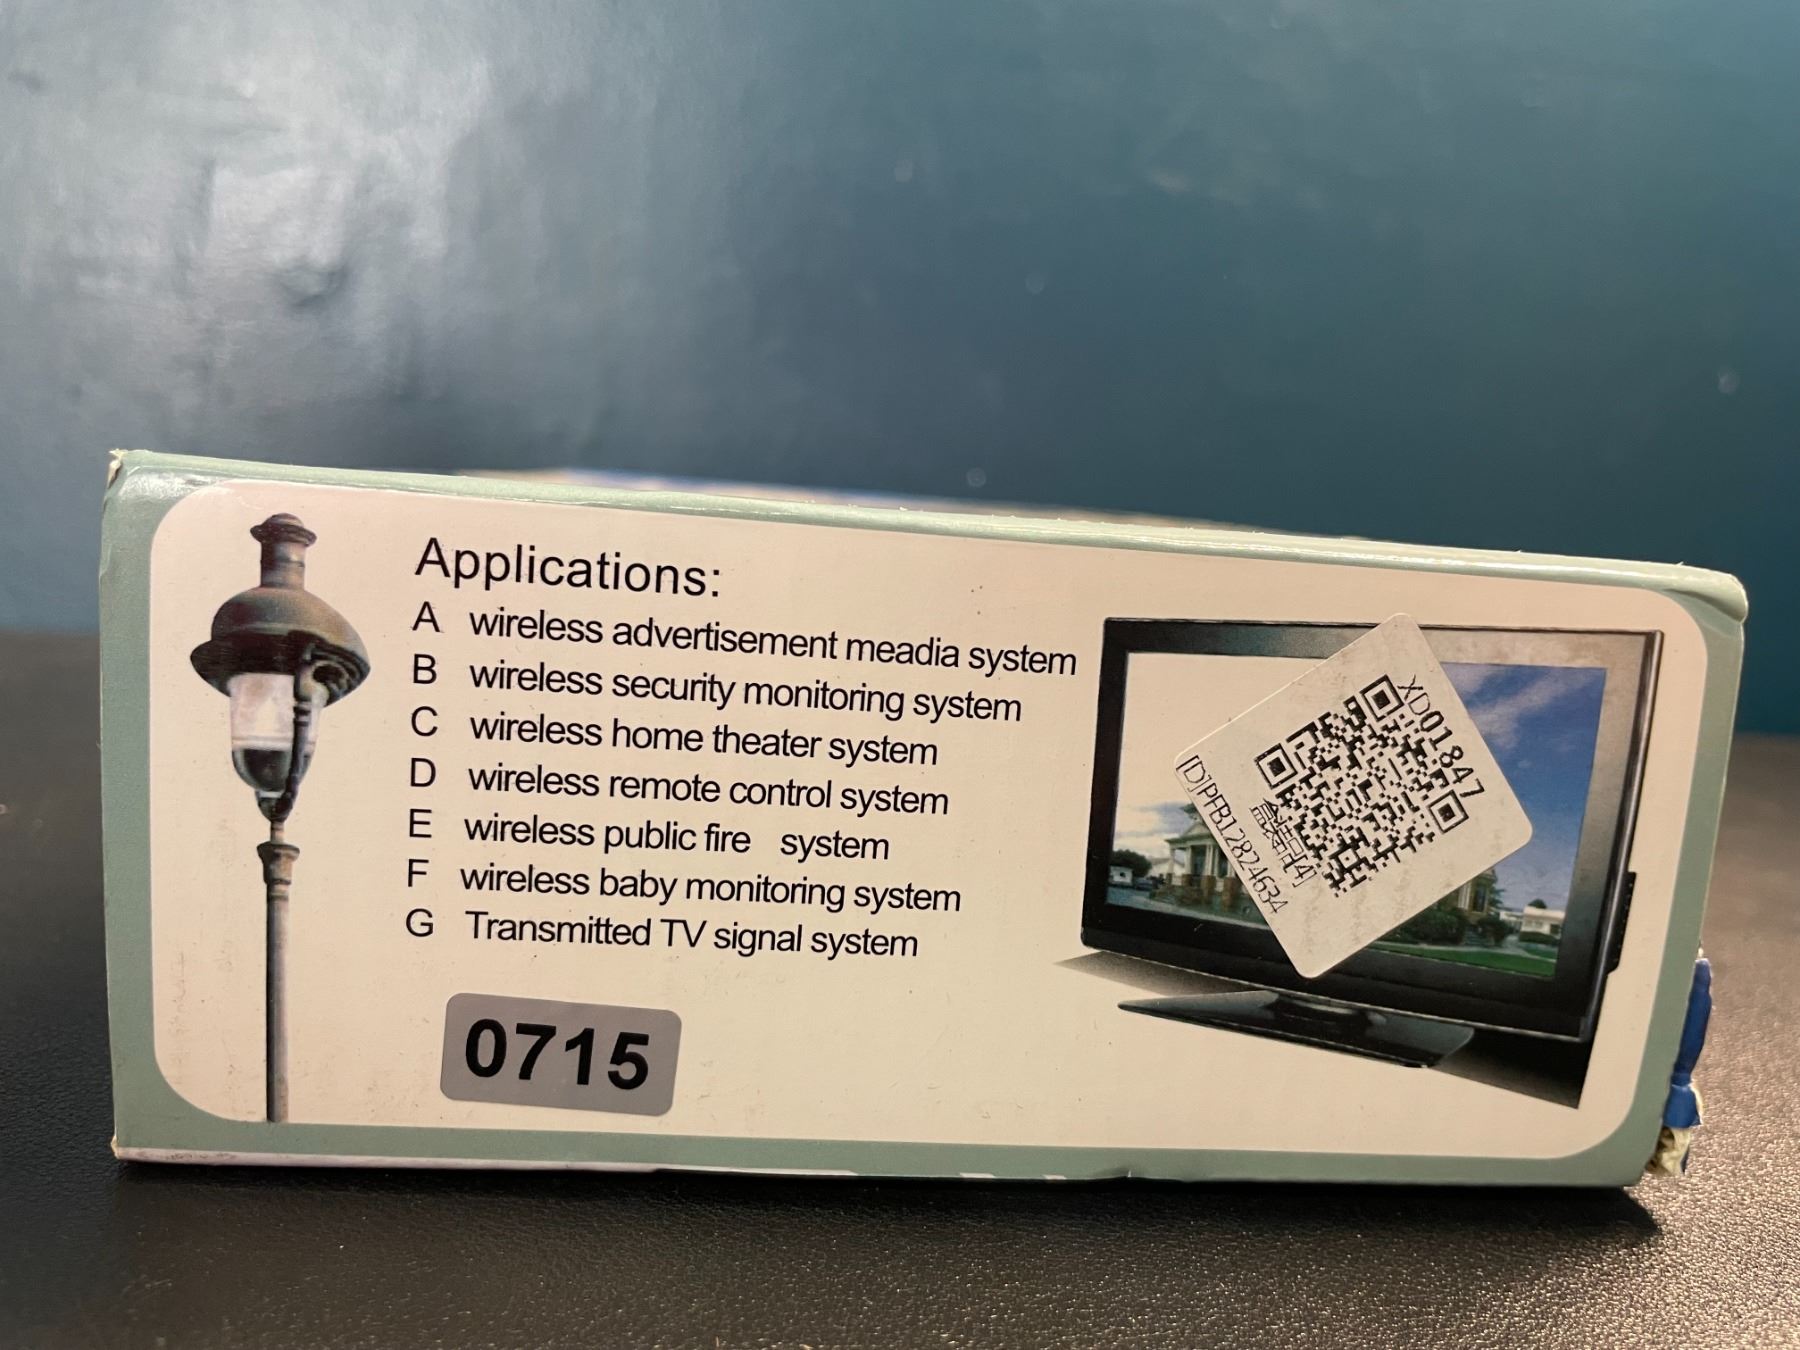 Applications:
A wireless advertisement meadia system
B wireless security monitoring system
C wireless home theater system
D wireless remote control system
E wireless public fire system
F wireless baby monitoring system
G Transmitted TV signal system
0715
XD01847
[D]PFB12824634